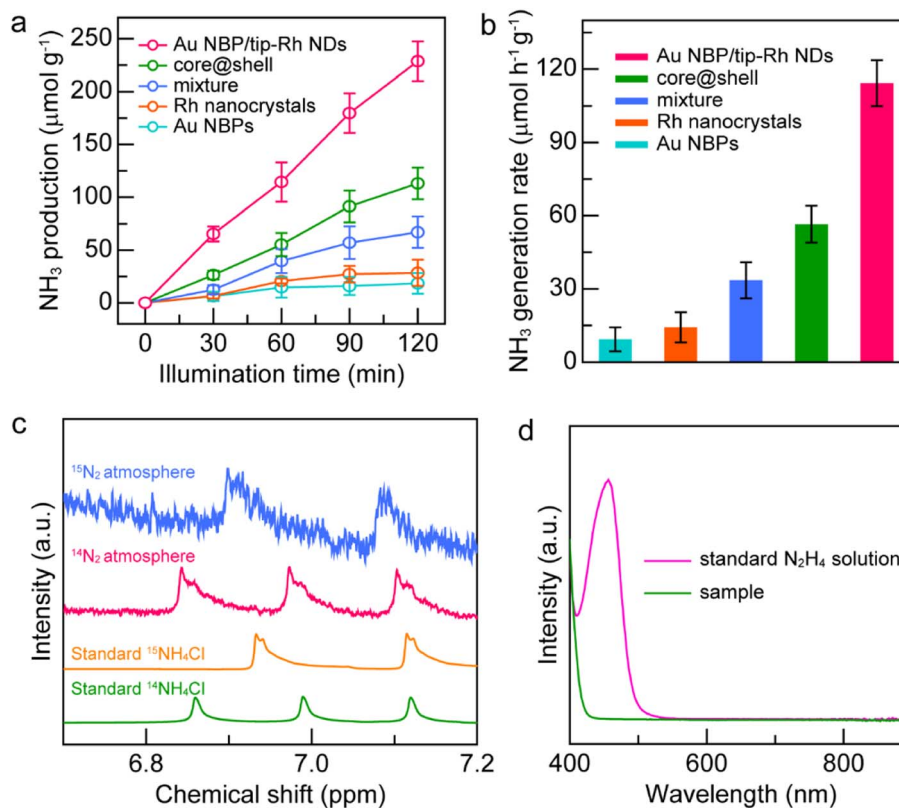 a
NH₃ production (μmol g⁻¹)
250
200
150
100
50
0
Au NBP/tip-Rh NDs
core@shell
mixture
Rh nanocrystals
Au NBPs
0 30 60 90 120
Illumination time (min)
b
NH₃ generation rate (μmol h⁻¹ g⁻¹)
120
90
60
30
0
Au NBP/tip-Rh NDs
core@shell
mixture
Rh nanocrystals
Au NBPs
c
Intensity (a.u.)
¹⁵N₂ atmosphere
¹⁴N₂ atmosphere
Standard ¹⁵NH₄Cl
Standard ¹⁴NH₄Cl
6.8 7.0 7.2
Chemical shift (ppm)
d
Intensity (a.u.)
standard N₂H₄ solution
sample
400 600 800
Wavelength (nm)